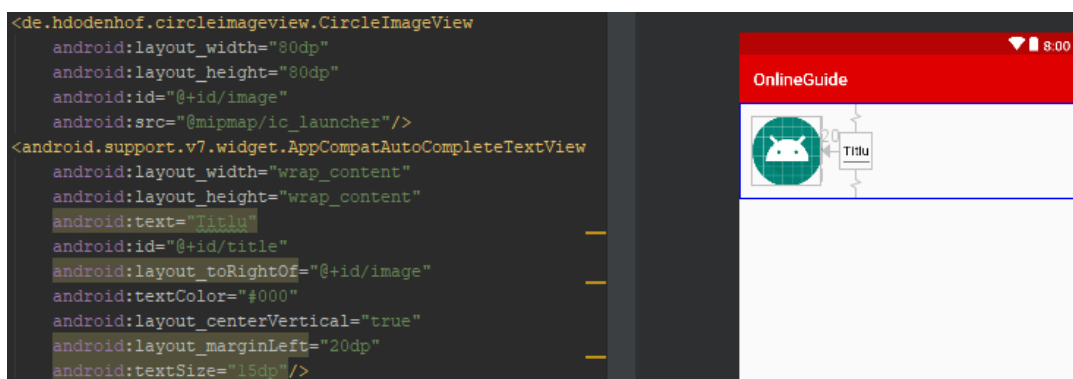 <de.hdodenhof.circleimageview.CircleImageView
android:layout_width="80dp"
android:layout_height="80dp"
android:id="@+id/image"
android:src="@mipmap/ic_launcher"/>
<android.support.v7.widget.AppCompatAutoCompleteTextView
android:layout_width="wrap_content"
android:layout_height="wrap_content"
android:text="Titlu"
android:id="@+id/title"
android:layout_toRightOf="@+id/image"
android:textColor="#000"
android:layout_centerVertical="true"
android:layout_marginLeft="20dp"
android:textSize="15dp"/>
8:00
OnlineGuide
20
Titlu